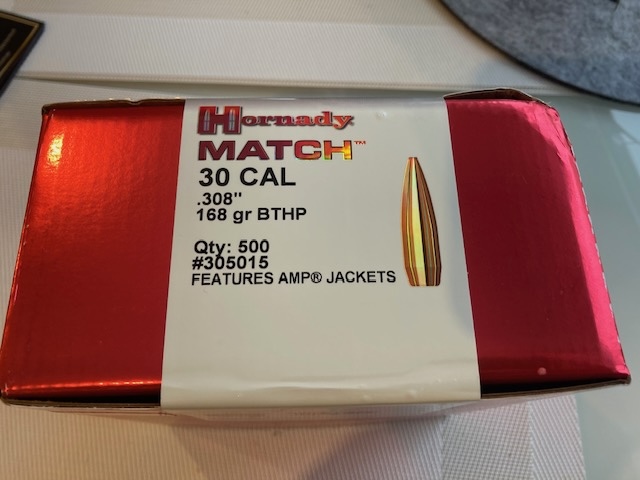 Hornady
MATCH™
30 CAL
.308"
168 gr BTHP
Qty: 500
#305015
FEATURES AMP® JACKETS